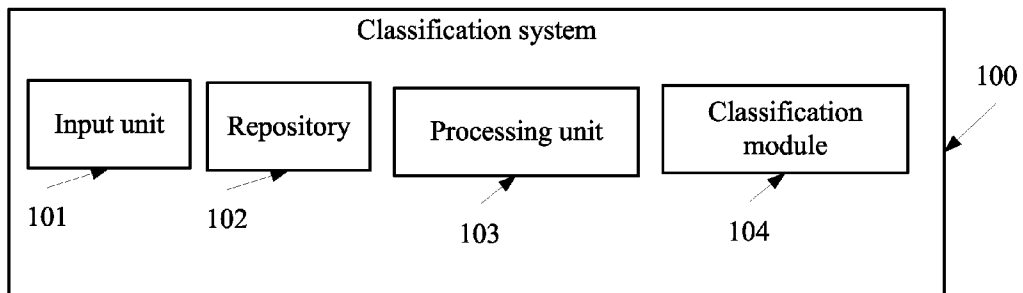 Classification system
100
Input unit
Repository
Processing unit
Classification
module
101
102
103
104